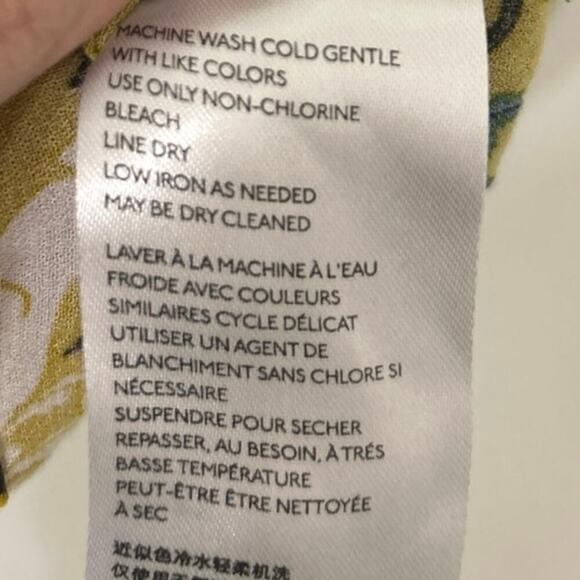 MACHINE WASH COLD GENTLE
WITH LIKE COLORS
USE ONLY NON-CHLORINE
BLEACH
LINE DRY
LOW IRON AS NEEDED
MAY BE DRY CLEANED
LAVER À LA MACHINE À L'EAU
FROIDE AVEC COULEURS
SIMILAIRES CYCLE DÉLICAT
UTILISER UN AGENT DE
BLANCHIMENT SANS CHLORE SI
NÉCESSAIRE
SUSPENDRE POUR SECHER
REPASSER, AU BESOIN, À TRÉS
BASSE TEMPÉRATURE
PEUT-ÊTRE ÊTRE NETTOYÉE
À SEC
近似色冷水轻柔机洗
仅使用